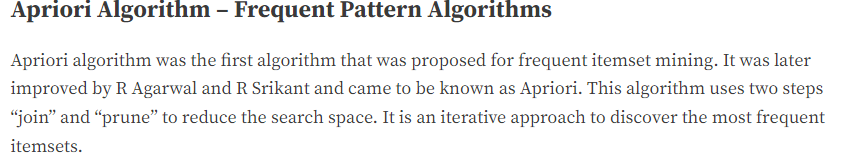 Apriori Algorithm – Frequent Pattern Algorithms
Apriori algorithm was the first algorithm that was proposed for frequent itemset mining. It was later
improved by R Agarwal and R Srikant and came to be known as Apriori. This algorithm uses two steps
“join” and “prune” to reduce the search space. It is an iterative approach to discover the most frequent
itemsets.